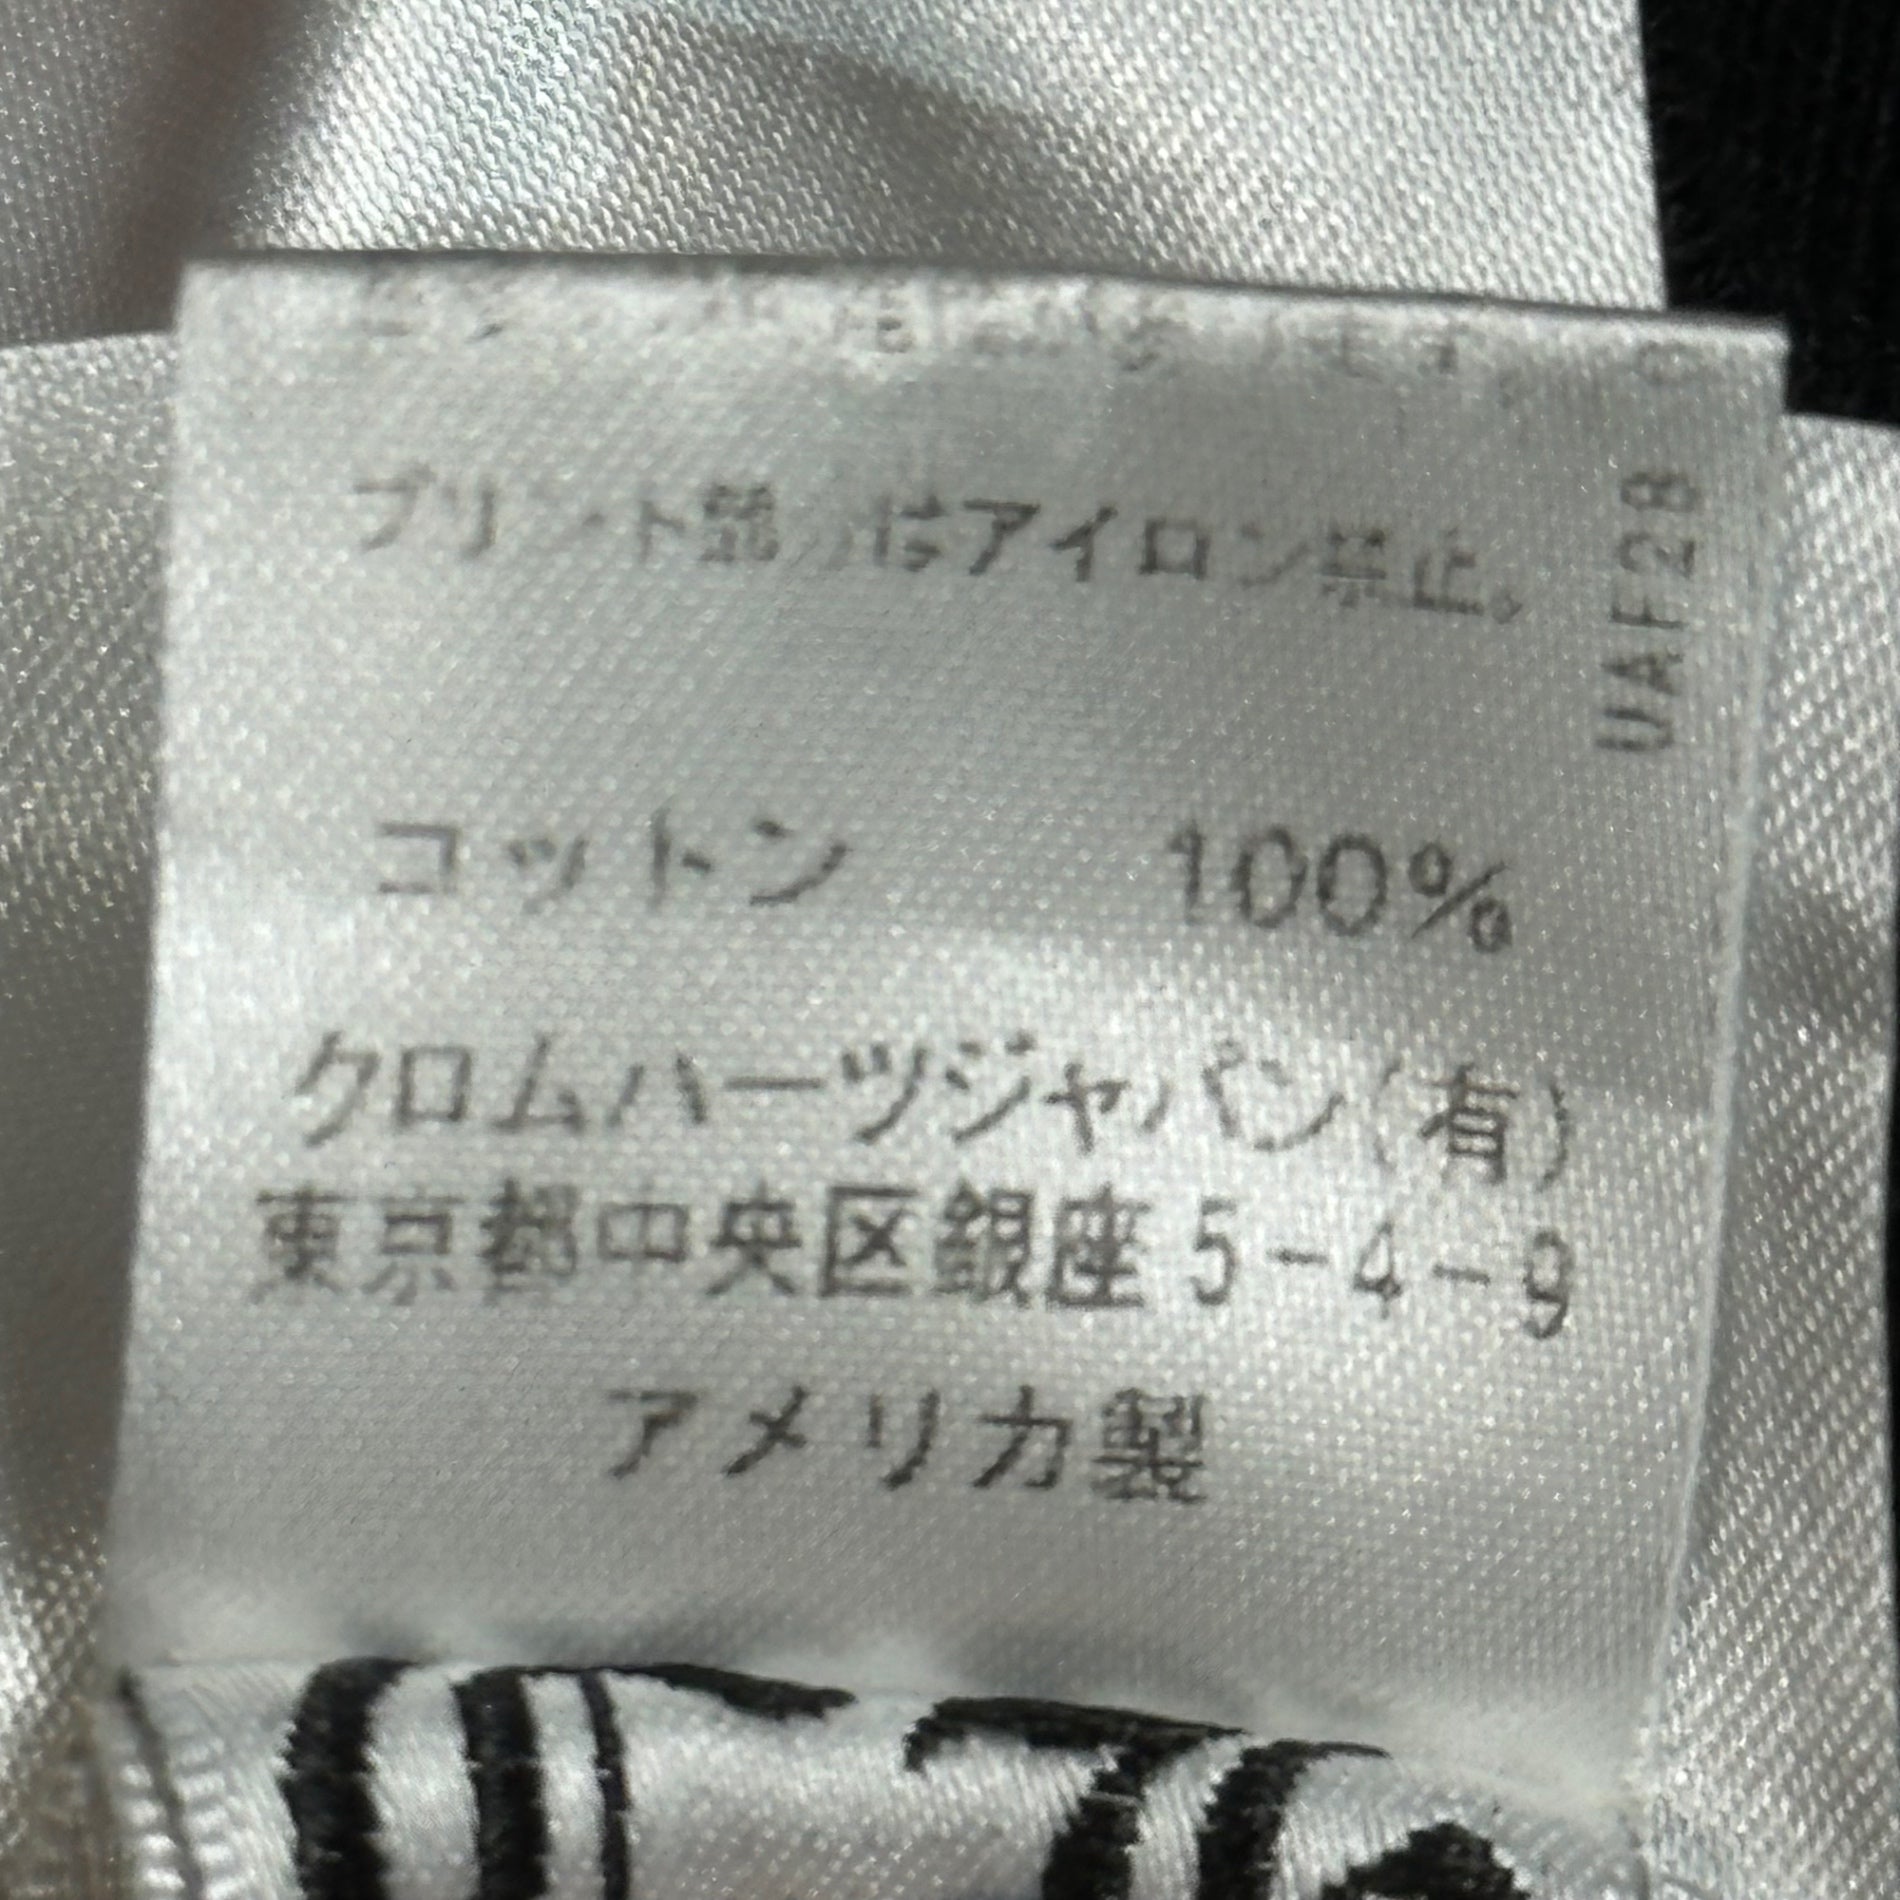 プリント部分はアイロン禁止。
UAF28
コットン 100%
クロムハーツジャパン(有)
東京都中央区銀座5-4-9
アメリカ製